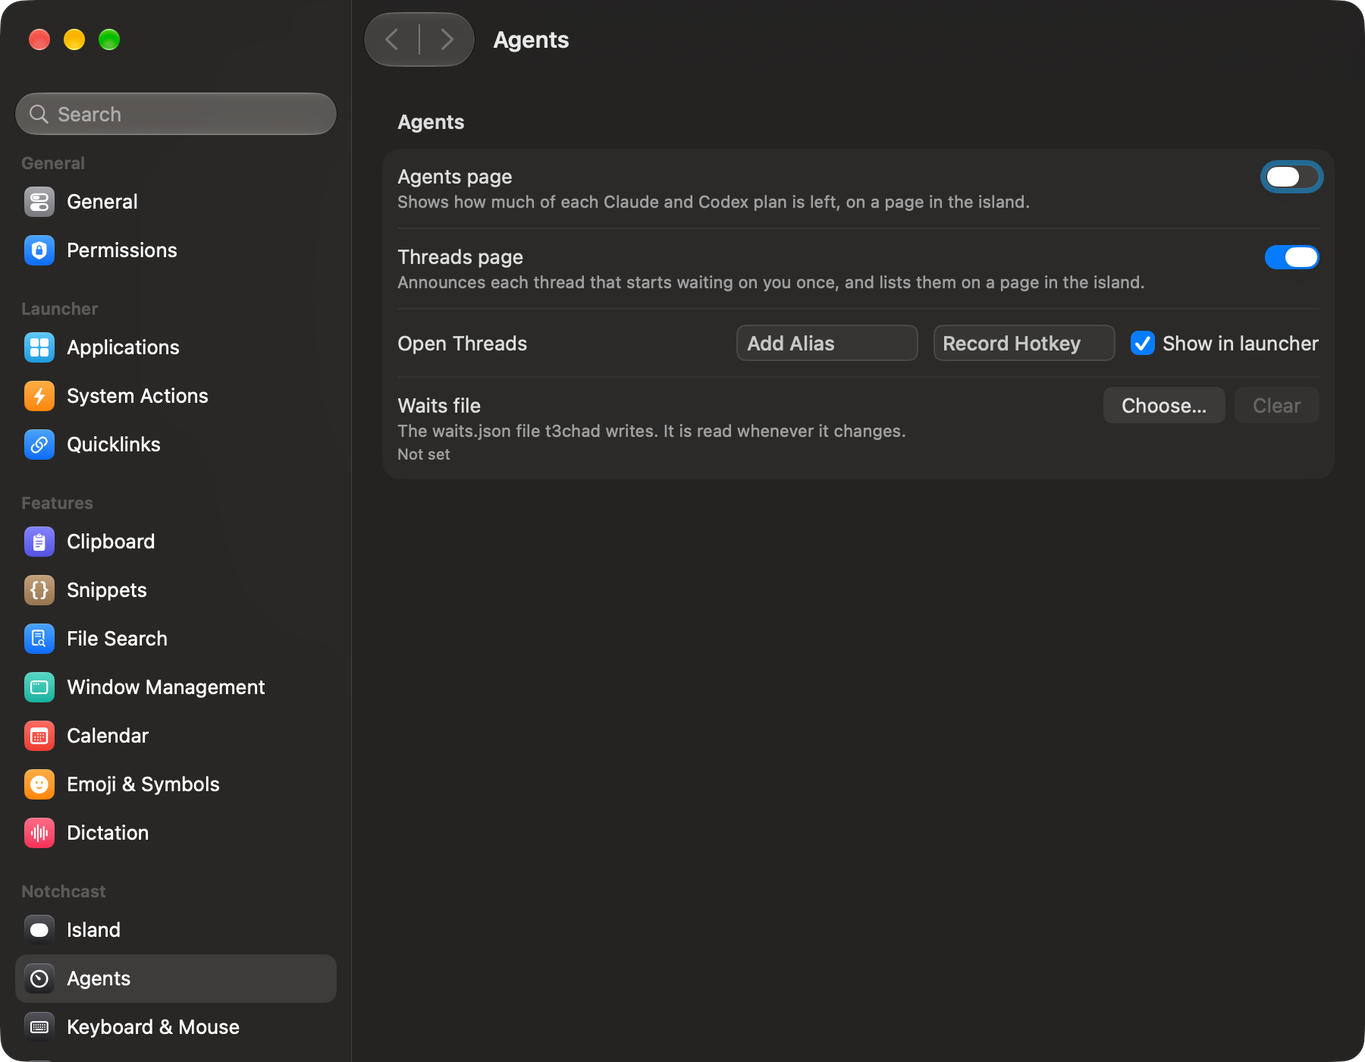 Agents
Search
General
General
Permissions
Launcher
Applications
System Actions
Quicklinks
Features
Clipboard
Snippets
File Search
Window Management
Calendar
Emoji & Symbols
Dictation
Notchcast
Island
Agents
Keyboard & Mouse
Agents
Agents page
Shows how much of each Claude and Codex plan is left, on a page in the island.
Threads page
Announces each thread that starts waiting on you once, and lists them on a page in the island.
Open Threads Add Alias Record Hotkey Show in launcher
Waits file Choose... Clear
The waits.json file t3chad writes. It is read whenever it changes.
Not set